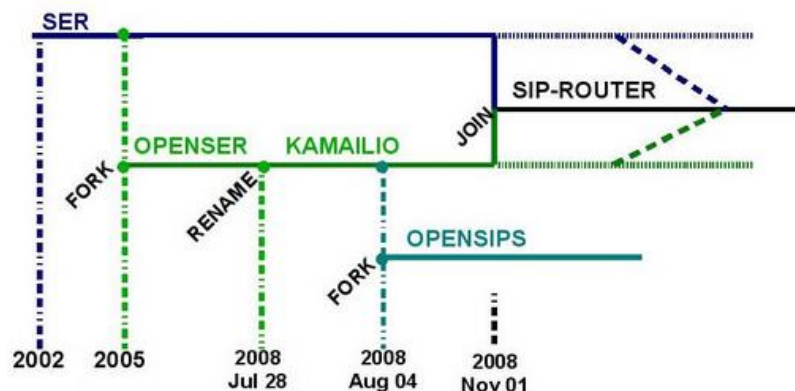 SER
SIP-ROUTER
JOIN
OPENSER
KAMAILIO
FORK
RENAME
OPENSIPS
FORK
2002
2005
2008
Jul 28
2008
Aug 04
2008
Nov 01